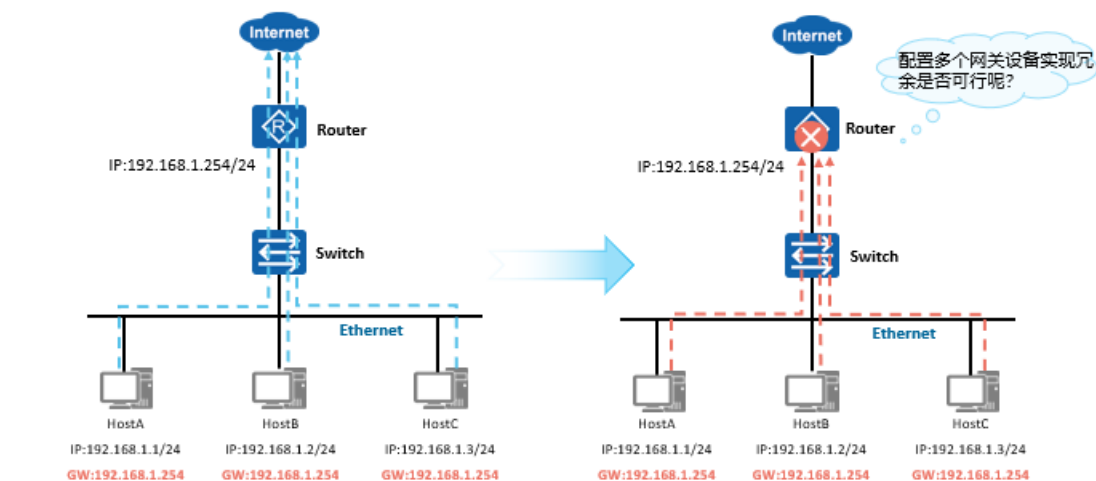 Internet
R
Router
IP:192.168.1.254/24
Switch
Ethernet
HostA
HostB
HostC
IP:192.168.1.1/24
IP:192.168.1.2/24
IP:192.168.1.3/24
GW:192.168.1.254
GW:192.168.1.254
GW:192.168.1.254
Internet
配置多个网关设备实现冗
余是否可行呢?
Router
IP:192.168.1.254/24
Switch
Ethernet
HostA
HostB
HostC
IP:192.168.1.1/24
IP:192.168.1.2/24
IP:192.168.1.3/24
GW:192.168.1.254
GW:192.168.1.254
GW:192.168.1.254